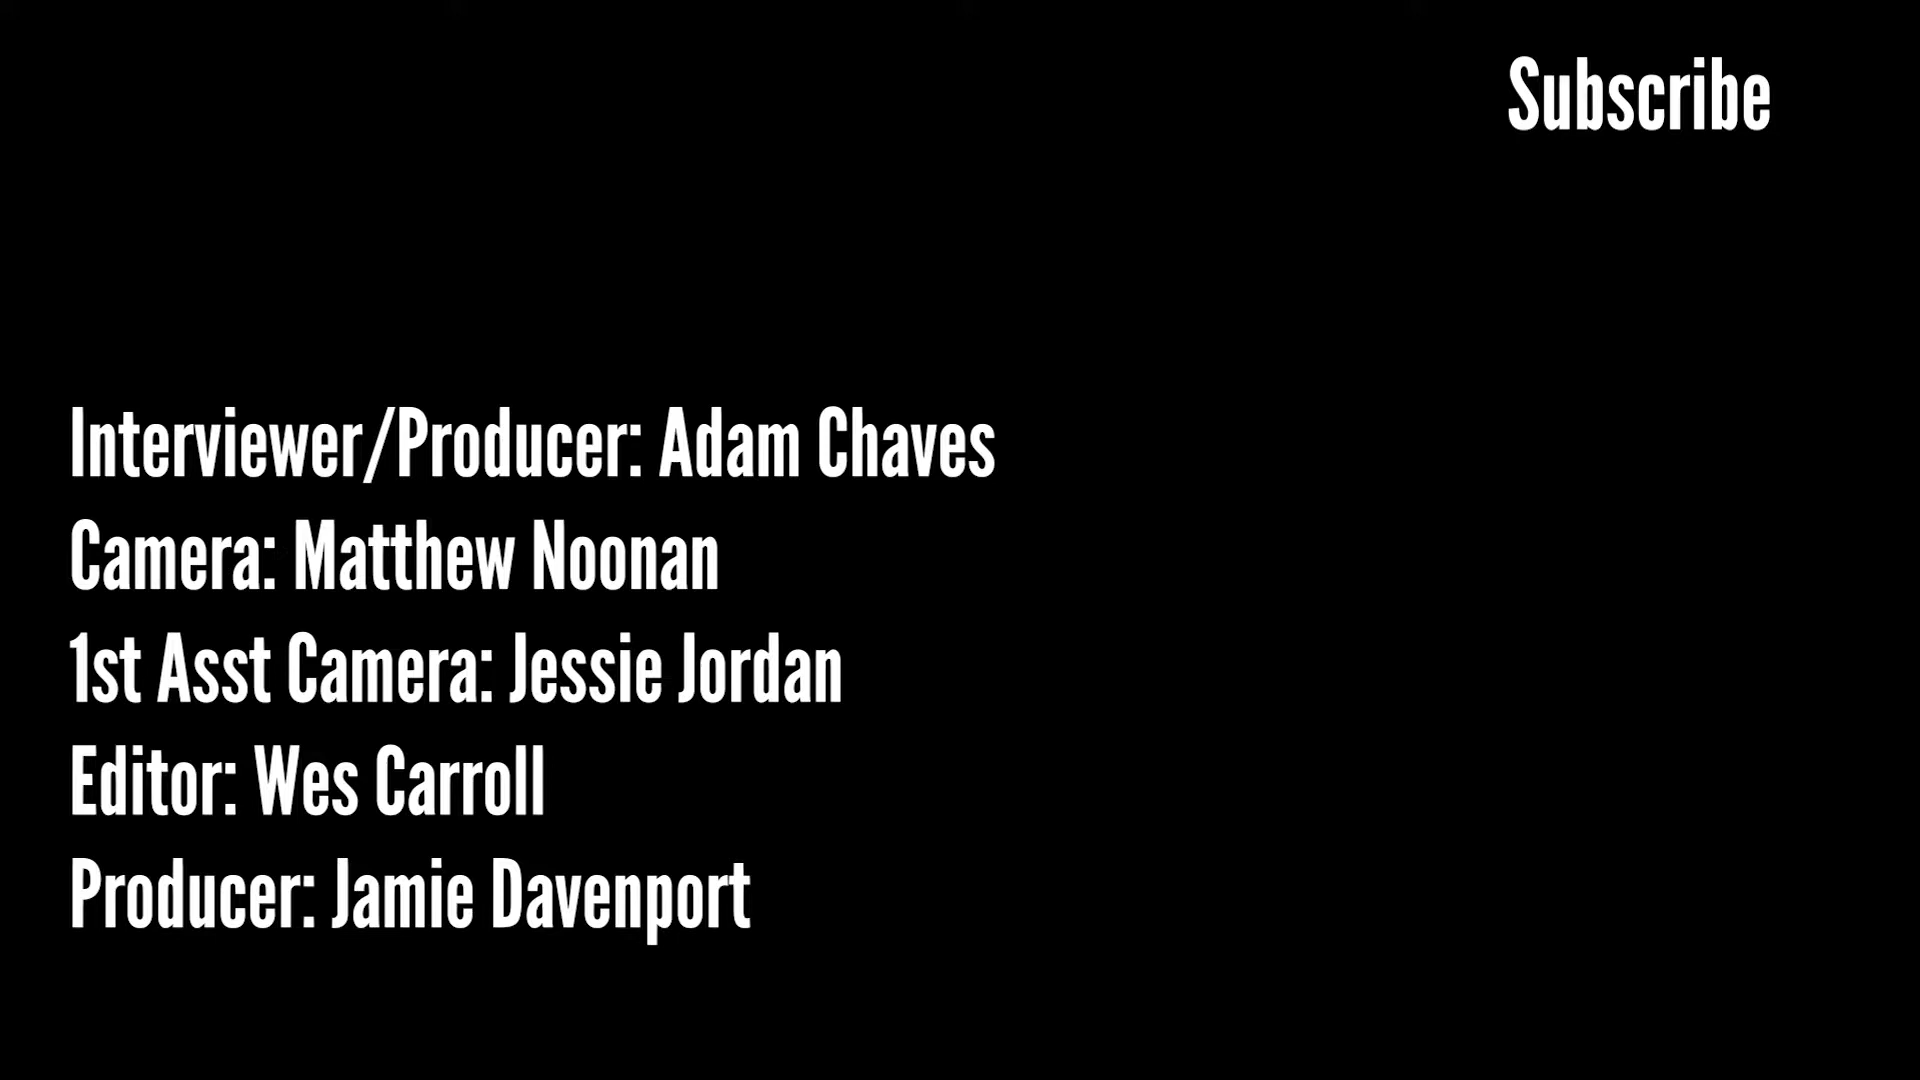 Subscribe
Interviewer/Producer: Adam Chaves
Camera: Matthew Noonan
1st Asst Camera: Jessie Jordan
Editor: Wes Carroll
Producer: Jamie Davenport